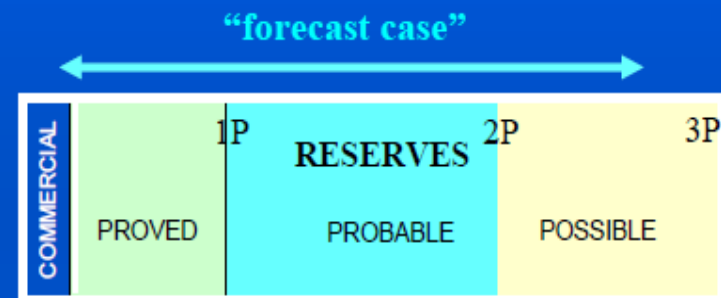 “forecast case”
COMMERCIAL
1P
2P
3P
RESERVES
PROVED
PROBABLE
POSSIBLE